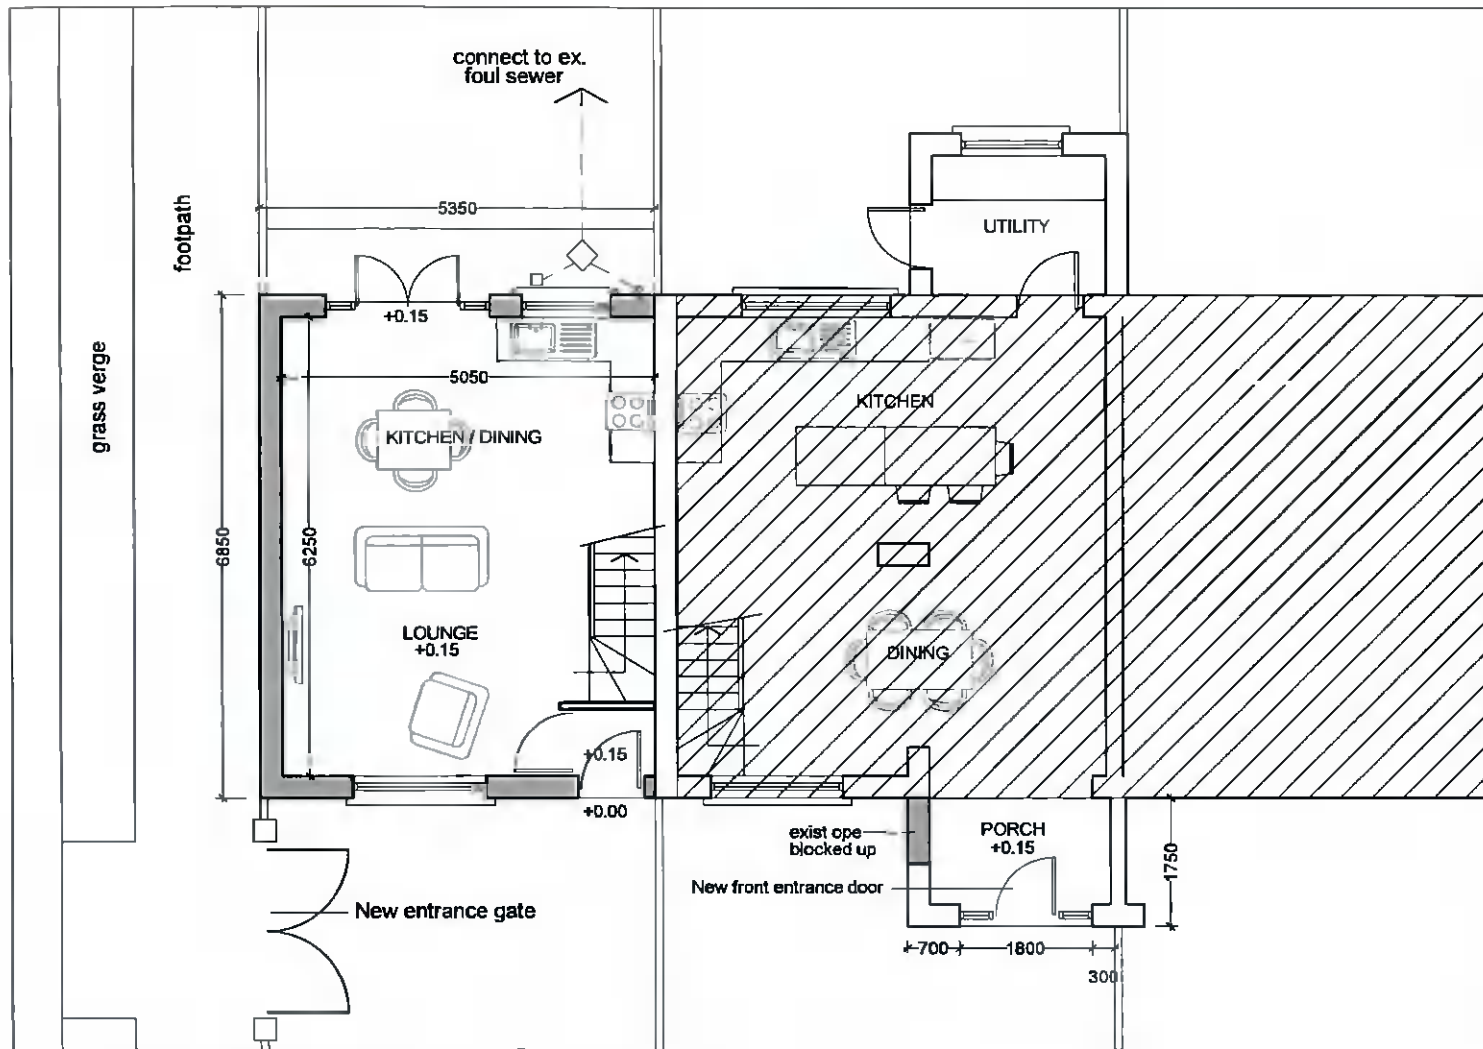 connect to ex.
foul sewer
footpath
5350
UTILITY
+0.15
grass verge
5050
KITCHEN
KITCHEN / DINING
6850
6250
LOUNGE
+0.15
DINING
+0.15
+0.00
exist ope
blocked up
PORCH
+0.15
1750
New front entrance door
New entrance gate
700
1800
300